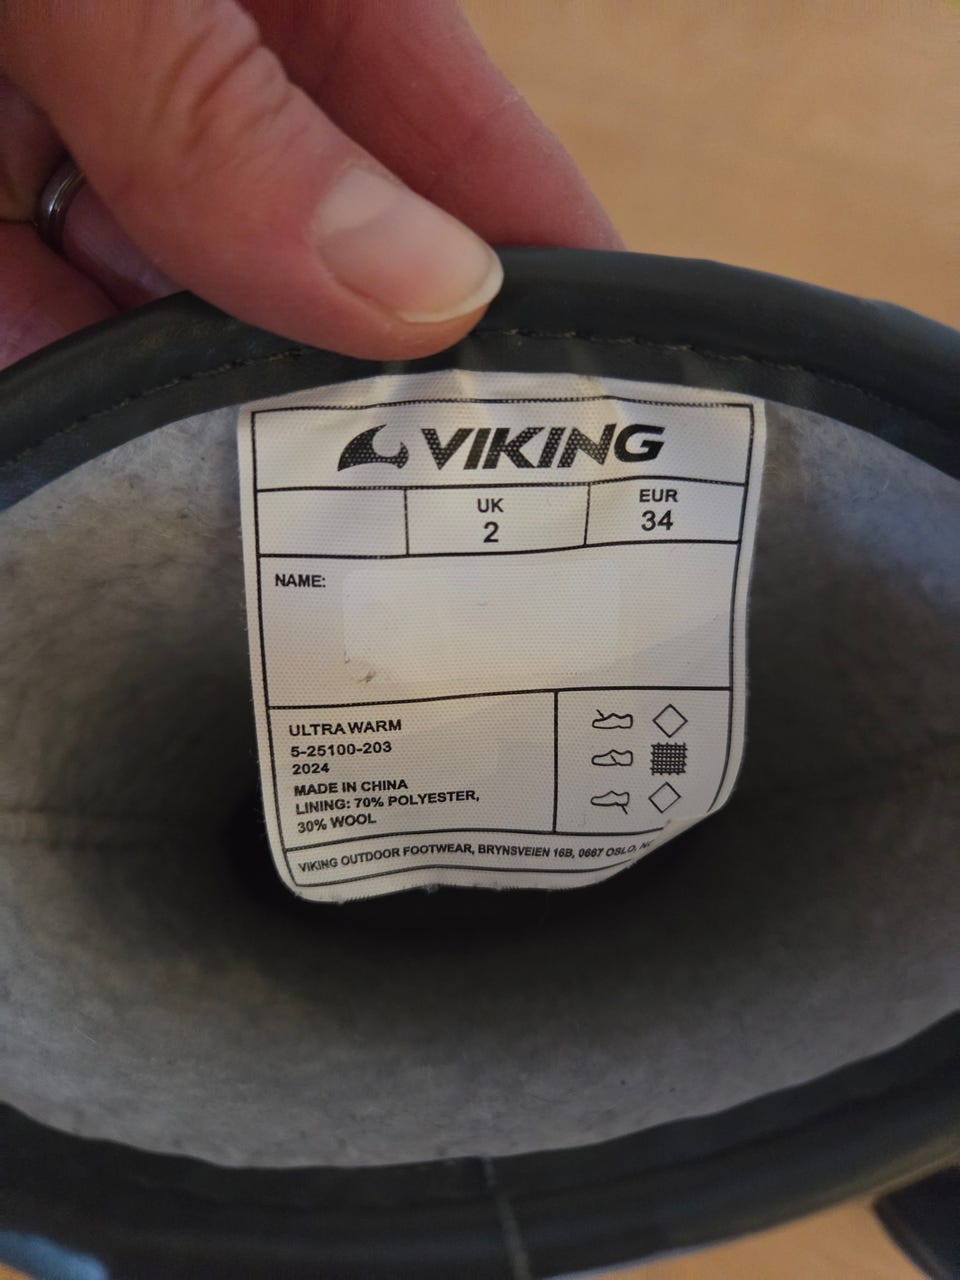 VIKING
UK
2
EUR
34
NAME:
ULTRA WARM
5-25100-203
2024
MADE IN CHINA
LINING: 70% POLYESTER,
30% WOOL
VIKING OUTDOOR FOOTWEAR, BRYNSVEIEN 16B, 0667 OSLO,